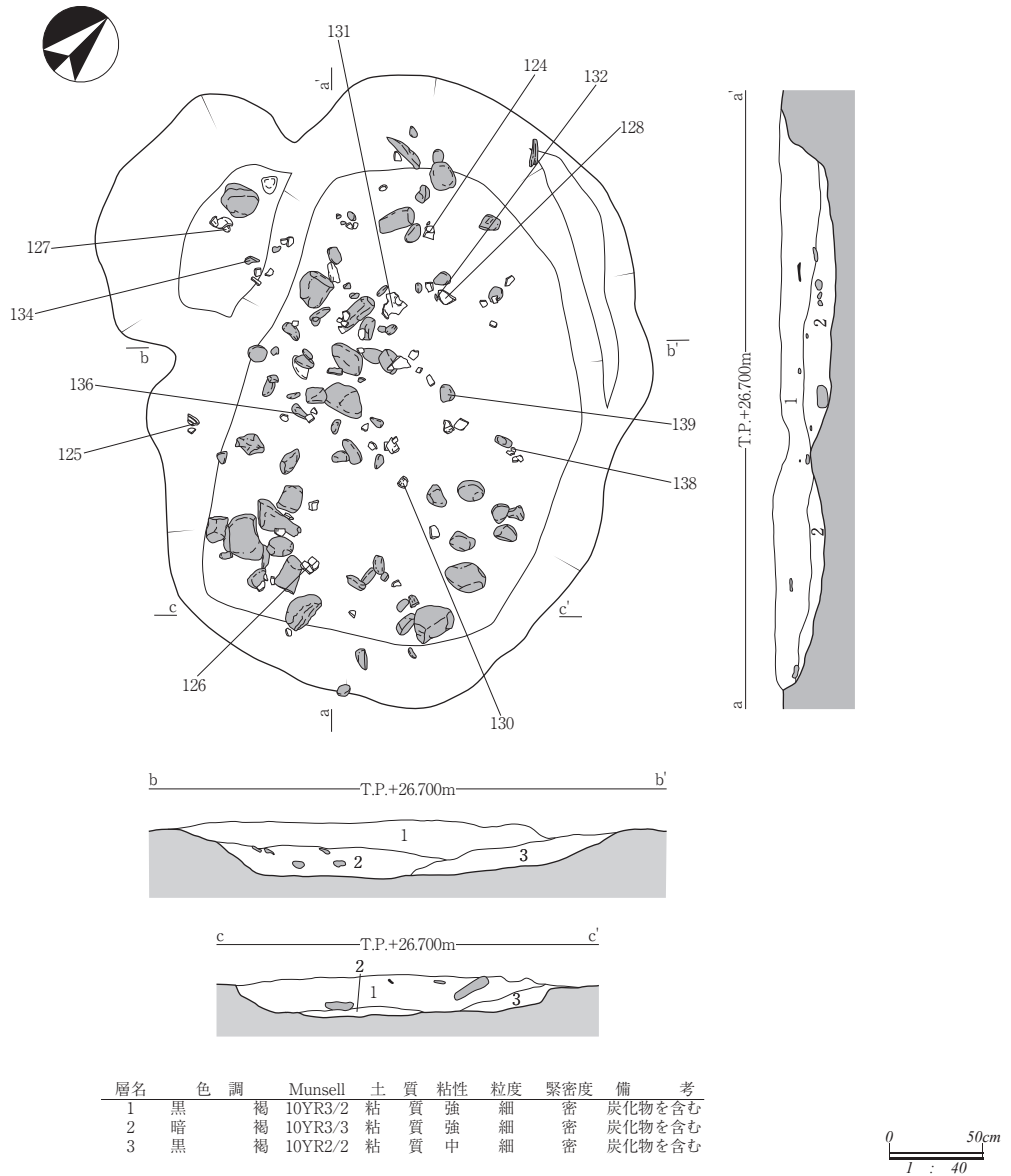 131
124
132
128
127
134
136
125
139
138
126
130
a'
b
b'
c
c'
a
a'
T.P.+26.700m
a
1
2
2
b
T.P.+26.700m
b'
1
2
3
c
T.P.+26.700m
c'
2
1
3
層名 色調 Munsell 土質 粘性 粒度 緊密度 備考
1 黒褐 10YR3/2 粘質 強 細 密 炭化物を含む
2 暗褐 10YR3/3 粘質 強 細 密 炭化物を含む
3 黒褐 10YR2/2 粘質 中 細 密 炭化物を含む
0 50cm
1 : 40